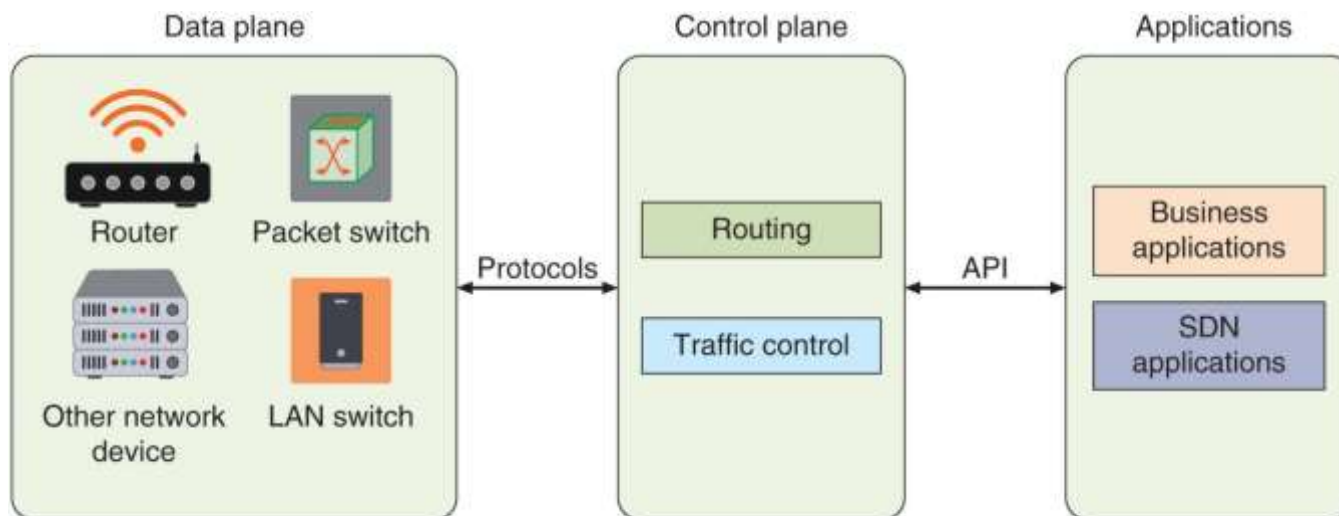 Data plane
Router
Packet switch
Other network
device
LAN switch
Protocols
Control plane
Routing
Traffic control
API
Applications
Business
applications
SDN
applications